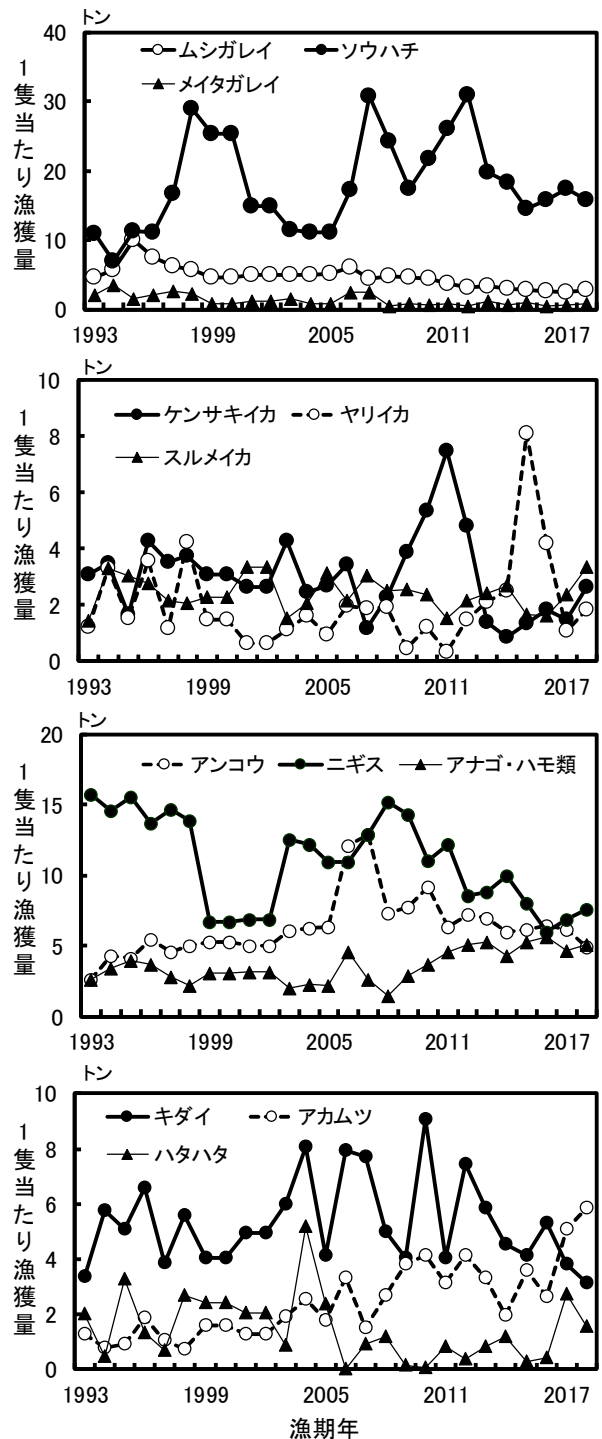 トン
40
30
20
10
0
1隻当たり漁獲量
ムシガレイ ソウハチ
メイタガレイ
1993 1999 2005 2011 2017
トン
10
8
6
4
2
0
1隻当たり漁獲量
ケンサキイカ ヤリイカ
スルメイカ
1993 1999 2005 2011 2017
トン
20
15
10
5
0
1隻当たり漁獲量
アンコウ ニギス アナゴ・ハモ類
1993 1999 2005 2011 2017
トン
10
8
6
4
2
0
1隻当たり漁獲量
キダイ アカムツ
ハタハタ
1993 1999 2005 2011 2017
漁期年